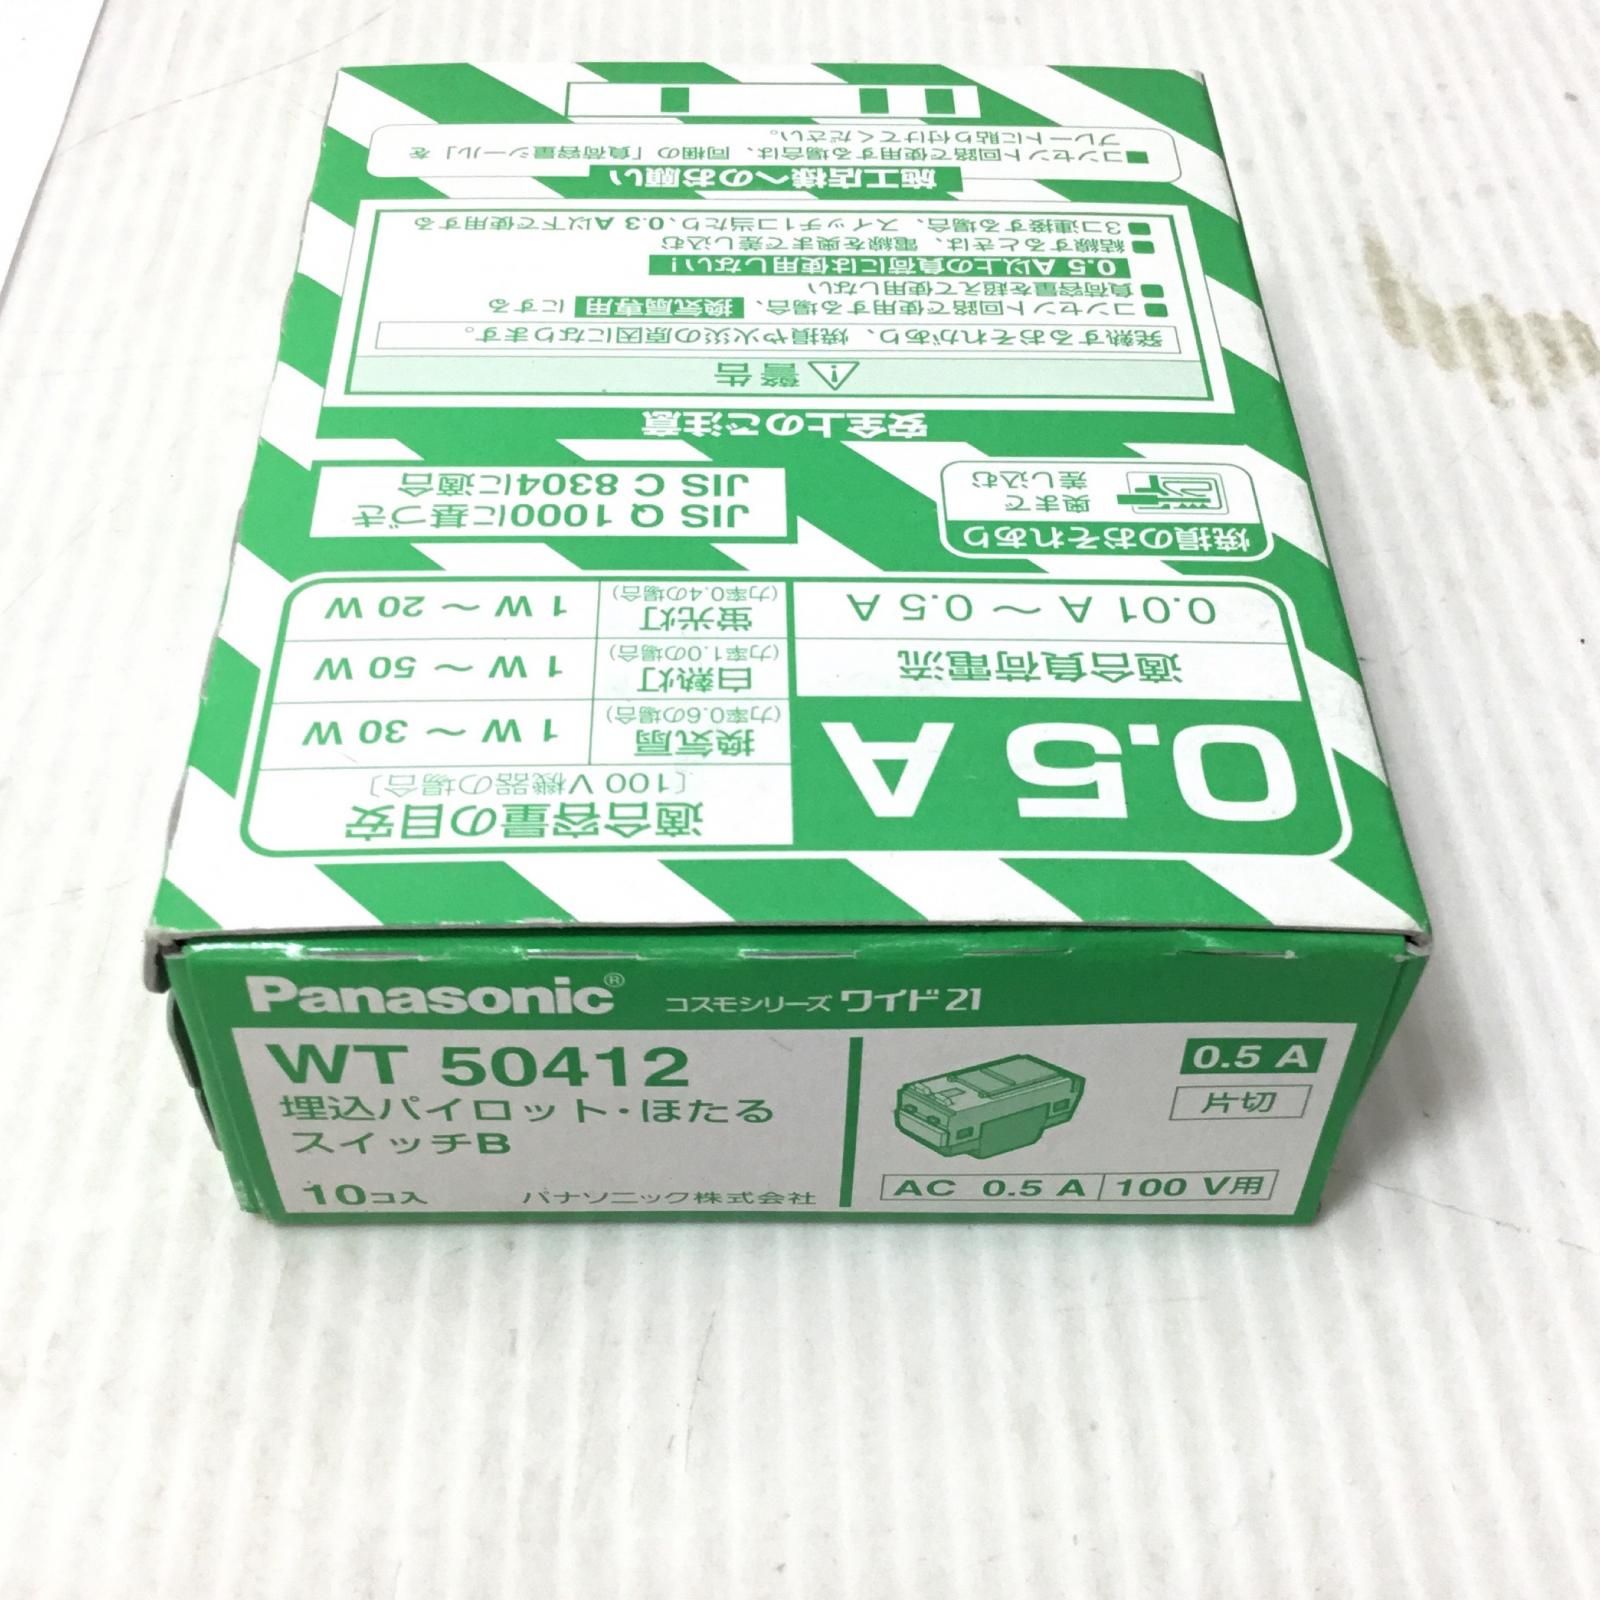 Panasonic® コスモシリーズ ワイド21
WT 50412
埋込パイロット・ほたる
スイッチB
10コ入 パナソニック株式会社
0.5 A
片切
AC 0.5 A 100 V用
0.5 A
適合負荷電流
0.01 A ～ 0.5 A
適合容量の目安
〔100 V機器の場合〕
換気扇
(力率0.6の場合)
1 W ～ 30 W
白熱灯
(力率1.0の場合)
1 W ～ 50 W
蛍光灯
(力率0.4の場合)
1 W ～ 20 W
焼損のおそれあり
奥まで
差し込む
JIS Q 1000に基づき
JIS C 8304に適合
安全上のご注意
警告
発熱するおそれがあり、焼損や火災の原因になります。
■コンセント回路で使用する場合、換気扇専用にする
■負荷容量を超えて使用しない
0.5 A以上の負荷には使用しない!
■結線するときは、電線を奥まで差し込む
■3コ連接する場合、スイッチ1コ当たり、0.3 A以下で使用する
施工店様へのお願い
■コンセント回路で使用する場合は、同梱の「負荷容量シール」を
プレートに貼り付けてください。